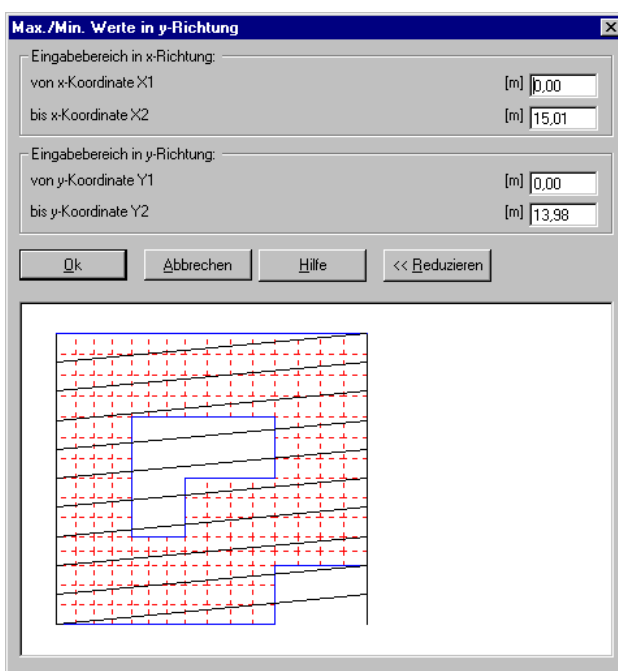 Max./Min. Werte in y-Richtung
Eingabebereich in x-Richtung:
von x-Koordinate X1 [m] 0,00
bis x-Koordinate X2 [m] 15,01
Eingabebereich in y-Richtung:
von y-Koordinate Y1 [m] 0,00
bis y-Koordinate Y2 [m] 13,98
Ok Abbrechen Hilfe << Reduzieren